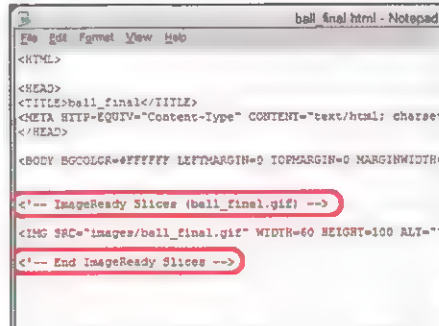 ball_final.html - Notepad
File Edit Format View Help
<HTML>
<HEAD>
<TITLE>ball_final</TITLE>
<META HTTP-EQUIV="Content-Type" CONTENT="text/html; charset
</HEAD>
<BODY BGCOLOR=#FFFFFF LEFTMARGIN=0 TOPMARGIN=0 MARGINWIDTH=
<!-- ImageReady Slices (ball_final.gif) -->
<IMG SRC="images/ball_final.gif" WIDTH=60 HEIGHT=100 ALT="
<!-- End ImageReady Slices -->